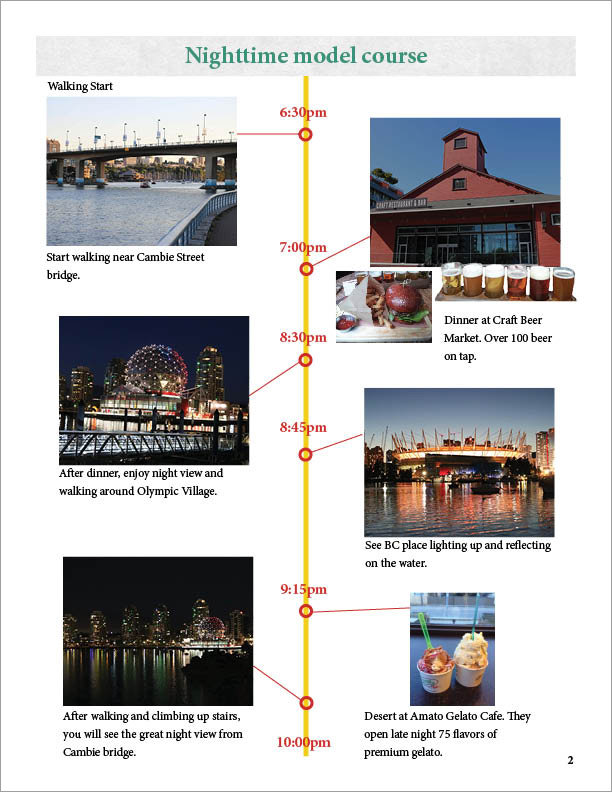 Nighttime model course
Walking Start
6:30pm
Start walking near Cambie Street
bridge.
CRAFT RESTAURANT & BAR
7:00pm
Dinner at Craft Beer
Market. Over 100 beer
on tap.
8:30pm
After dinner, enjoy night view and
walking around Olympic Village.
8:45pm
See BC place lighting up and reflecting
on the water.
9:15pm
Desert at Amato Gelato Cafe. They
open late night 75 flavors of
premium gelato.
After walking and climbing up stairs,
you will see the great night view from
Cambie bridge.
10:00pm
2